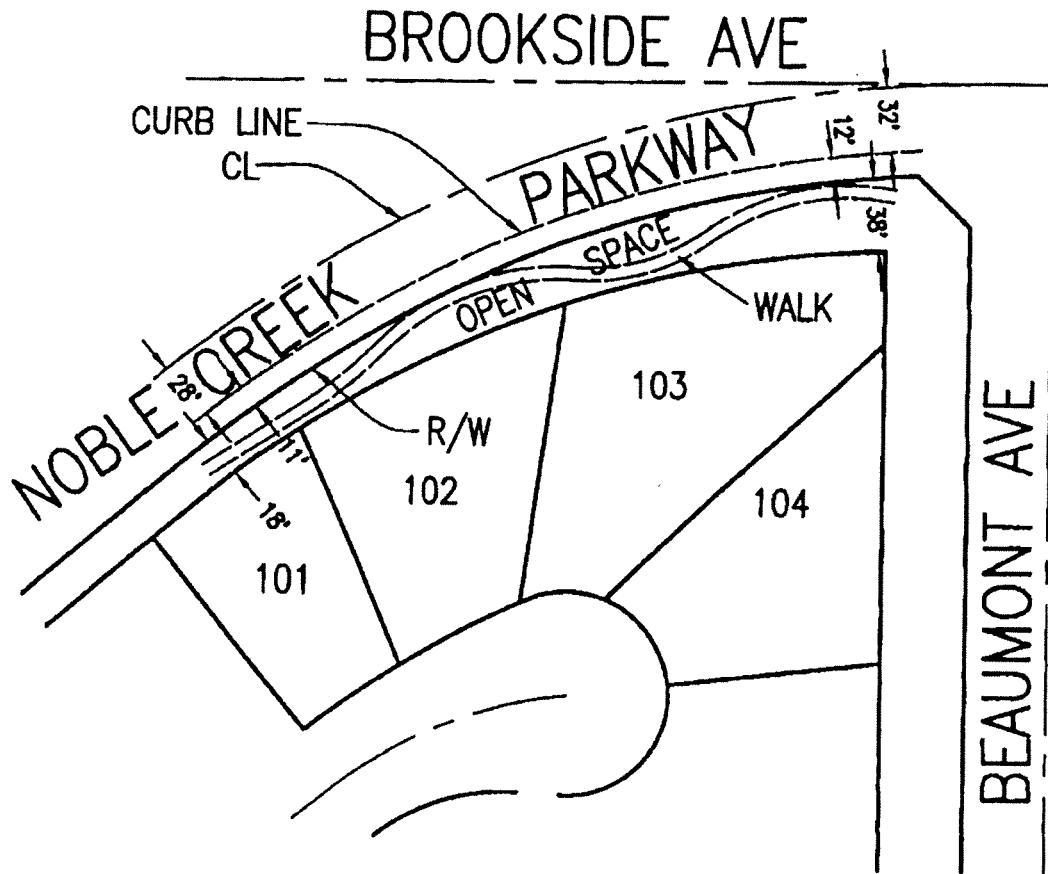 BROOKSIDE AVE
CURB LINE
CL
NOBLE CREEK PARKWAY
32'
12'
38'
OPEN SPACE
WALK
28'
11'
18'
R/W
103
102
104
101
BEAUMONT AVE